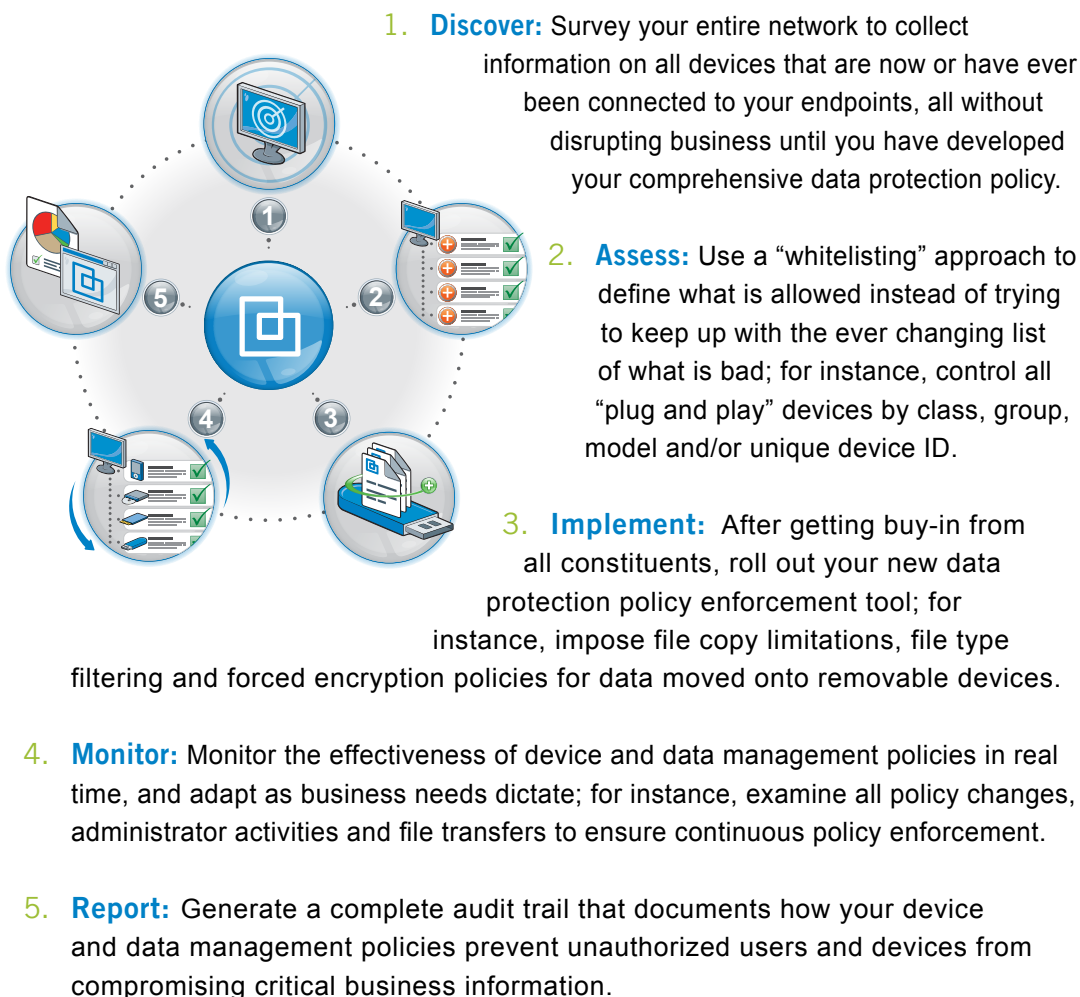 1. Discover: Survey your entire network to collect
information on all devices that are now or have ever
been connected to your endpoints, all without
disrupting business until you have developed
your comprehensive data protection policy.
1
2
3
4
5
2. Assess: Use a “whitelisting” approach to
define what is allowed instead of trying
to keep up with the ever changing list
of what is bad; for instance, control all
“plug and play” devices by class, group,
model and/or unique device ID.
3. Implement: After getting buy-in from
all constituents, roll out your new data
protection policy enforcement tool; for
instance, impose file copy limitations, file type
filtering and forced encryption policies for data moved onto removable devices.
4. Monitor: Monitor the effectiveness of device and data management policies in real
time, and adapt as business needs dictate; for instance, examine all policy changes,
administrator activities and file transfers to ensure continuous policy enforcement.
5. Report: Generate a complete audit trail that documents how your device
and data management policies prevent unauthorized users and devices from
compromising critical business information.